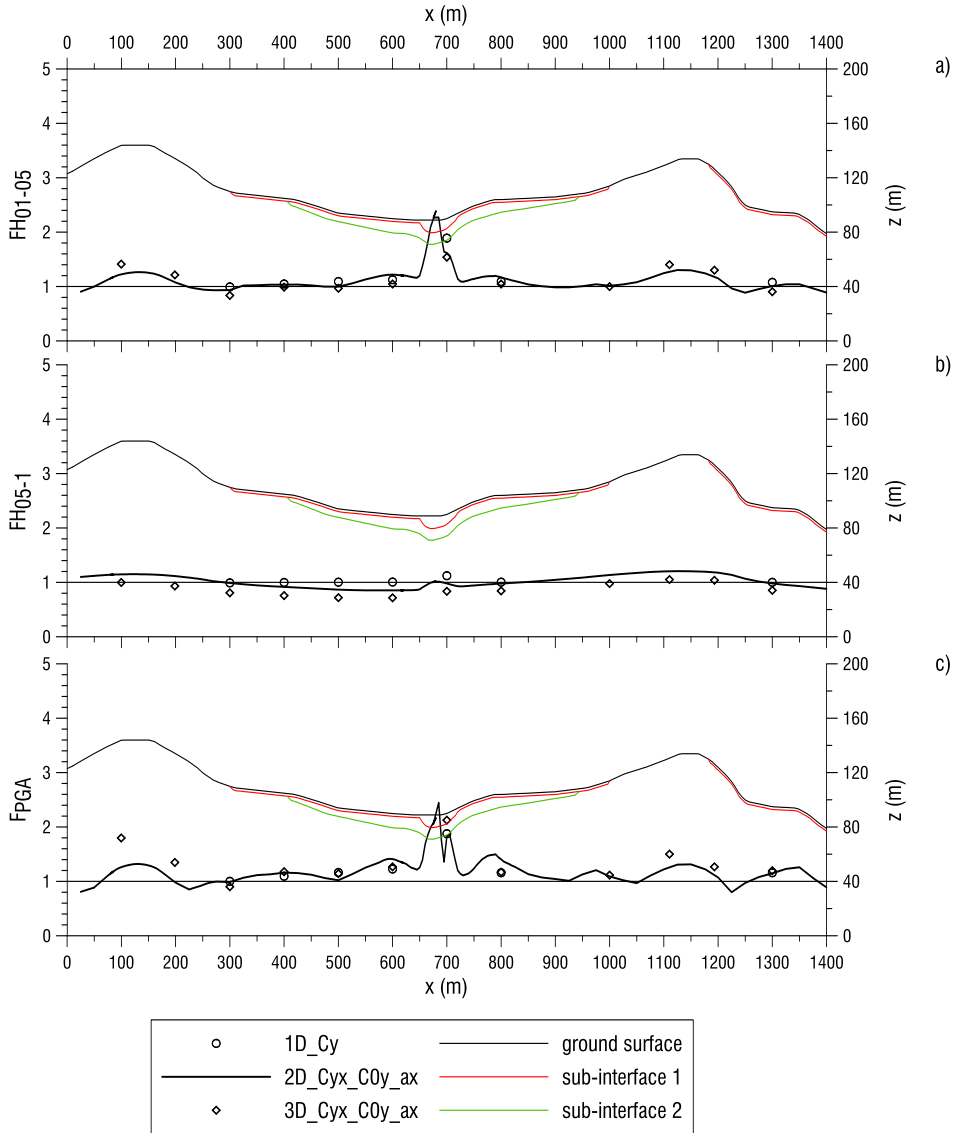 x (m)
0 100 200 300 400 500 600 700 800 900 1000 1100 1200 1300 1400
a)
5 200
4 160
3 120
2 80
1 40
0 0
FH01-05
z (m)
b)
5 200
4 160
3 120
2 80
1 40
0 0
FH05-1
z (m)
c)
5 200
4 160
3 120
2 80
1 40
0 0
FPGA
z (m)
0 100 200 300 400 500 600 700 800 900 1000 1100 1200 1300 1400
x (m)
1D_Cy ground surface
2D_Cyx_C0y_ax sub-interface 1
3D_Cyx_C0y_ax sub-interface 2